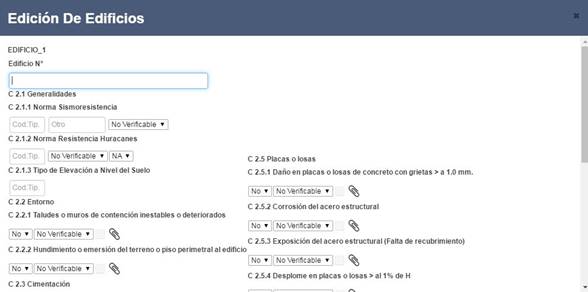 Edición De Edificios
×
EDIFICIO_1
Edificio N°
C 2.1 Generalidades
C 2.1.1 Norma Sismoresistencia
Cod.Tip. Otro No Verificable
C 2.1.2 Norma Resistencia Huracanes
Cod.Tip. No Verificable NA
C 2.1.3 Tipo de Elevación a Nivel del Suelo
Cod.Tip.
C 2.2 Entorno
C 2.2.1 Taludes o muros de contención inestables o deteriorados
No No Verificable
C 2.2.2 Hundimiento o emersión del terreno o piso perimetral al edificio
No No Verificable
C 2.3 Cimentación
C 2.5 Placas o losas
C 2.5.1 Daño en placas o losas de concreto con grietas > a 1.0 mm.
No No Verificable
C 2.5.2 Corrosión del acero estructural
No No Verificable
C 2.5.3 Exposición del acero estructural (Falta de recubrimiento)
No No Verificable
C 2.5.4 Desplome en placas o losas > al 1% de H